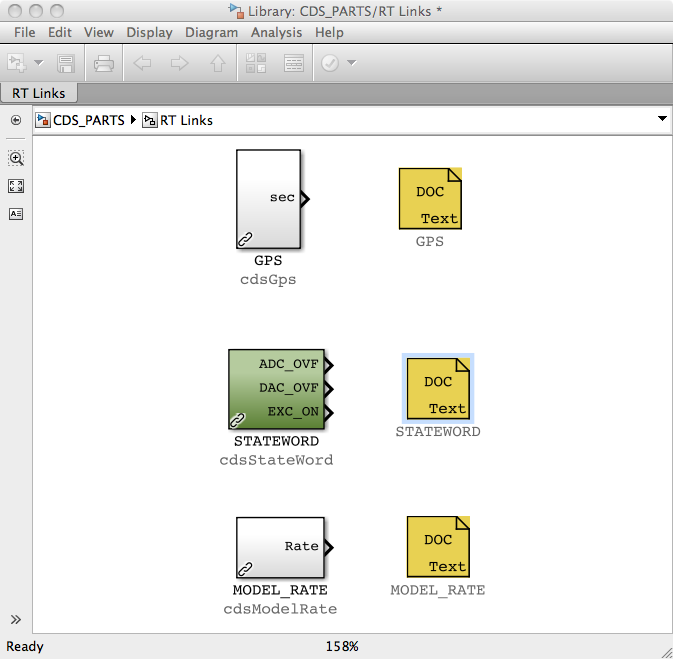 Library: CDS_PARTS/RT Links *
File Edit View Display Diagram Analysis Help
RT Links
CDS_PARTS RT Links
sec
GPS
cdsGps
DOC
Text
GPS
ADC_OVF
DAC_OVF
EXC_ON
STATEWORD
cdsStateWord
DOC
Text
STATEWORD
Rate
MODEL_RATE
cdsModelRate
DOC
Text
MODEL_RATE
Ready 158%